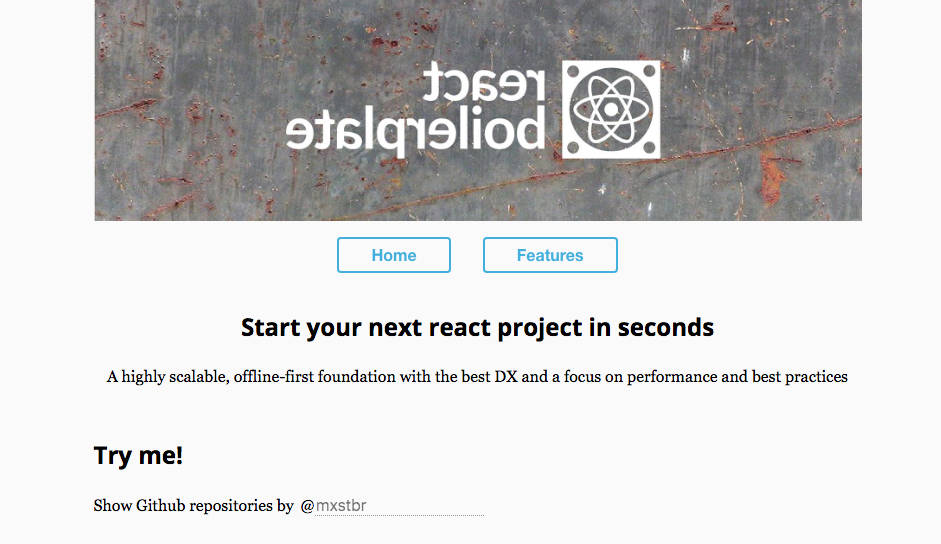 react
boilerplate
Home Features
Start your next react project in seconds
A highly scalable, offline-first foundation with the best DX and a focus on performance and best practices
Try me!
Show Github repositories by @mxstbr